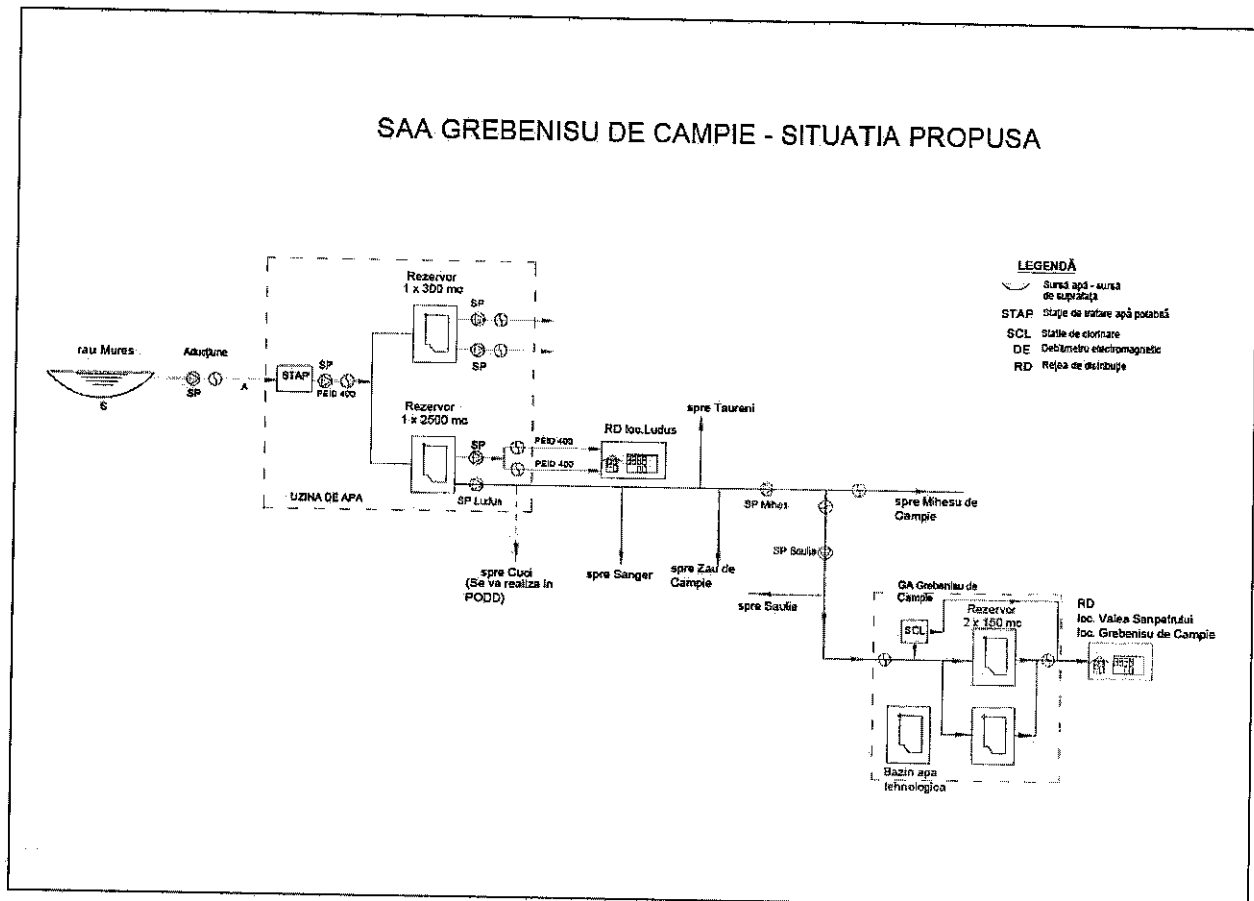 SAA GREBENISU DE CAMPIE - SITUATIA PROPUSA
LEGENDĂ
Sursă apă - sursă
de suprafață
STAP Stație de tratare apă potabilă
SCL Statie de clorinare
DE Debitmetru electromagnetic
RD Rețea de distribuție
rau Mures
S
Aducțiune
SP
A
STAP
SP
PEID 400
Rezervor
1 x 300 mc
SP
SP
Rezervor
1 x 2500 mc
SP
SP Ludus
UZINA DE APA
PEID 400
PEID 400
RD loc.Ludus
spre Taureni
spre Cuci
(Se va realiza in
PODD)
spre Sanger
spre Zau de
Campie
SP Mihes
spre Mihesu de
Campie
SP Saulia
spre Saulia
GA Grebenisu de
Campie
SCL
Rezervor
2 x 150 mc
Bazin apa
tehnologica
RD
loc. Valea Sanpetrului
loc. Grebenisu de Campie